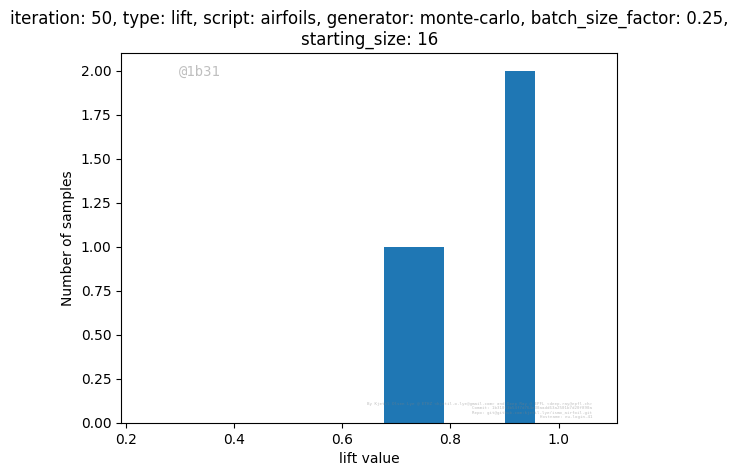 iteration: 50, type: lift, script: airfoils, generator: monte-carlo, batch_size_factor: 0.25,
starting_size: 16
@1b31
2.00
1.75
1.50
1.25
1.00
0.75
0.50
0.25
0.00
Number of samples
0.2
0.4
0.6
0.8
1.0
lift value